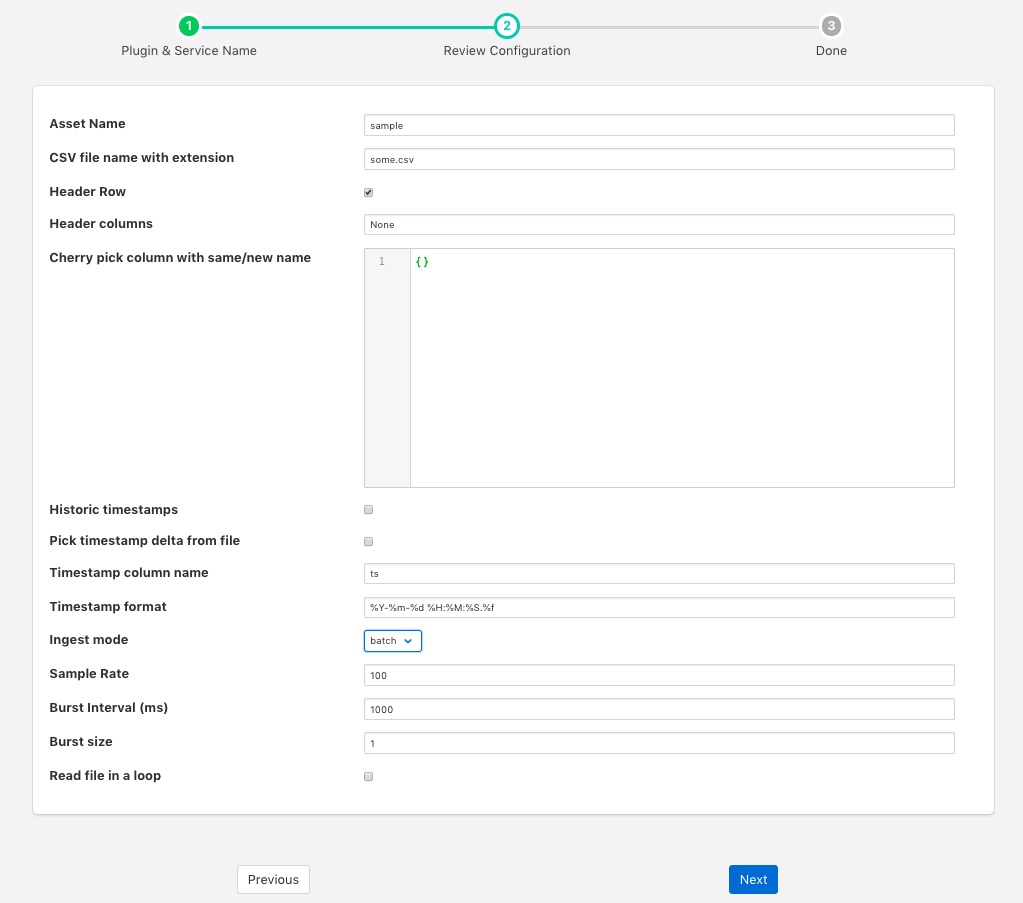 1 2 3
Plugin & Service Name Review Configuration Done
Asset Name sample
CSV file name with extension some.csv
Header Row
Header columns None
Cherry pick column with same/new name 1 {}
Historic timestamps
Pick timestamp delta from file
Timestamp column name ts
Timestamp format %Y-%m-%d %H:%M:%S.%f
Ingest mode batch
Sample Rate 100
Burst Interval (ms) 1000
Burst size 1
Read file in a loop
Previous Next